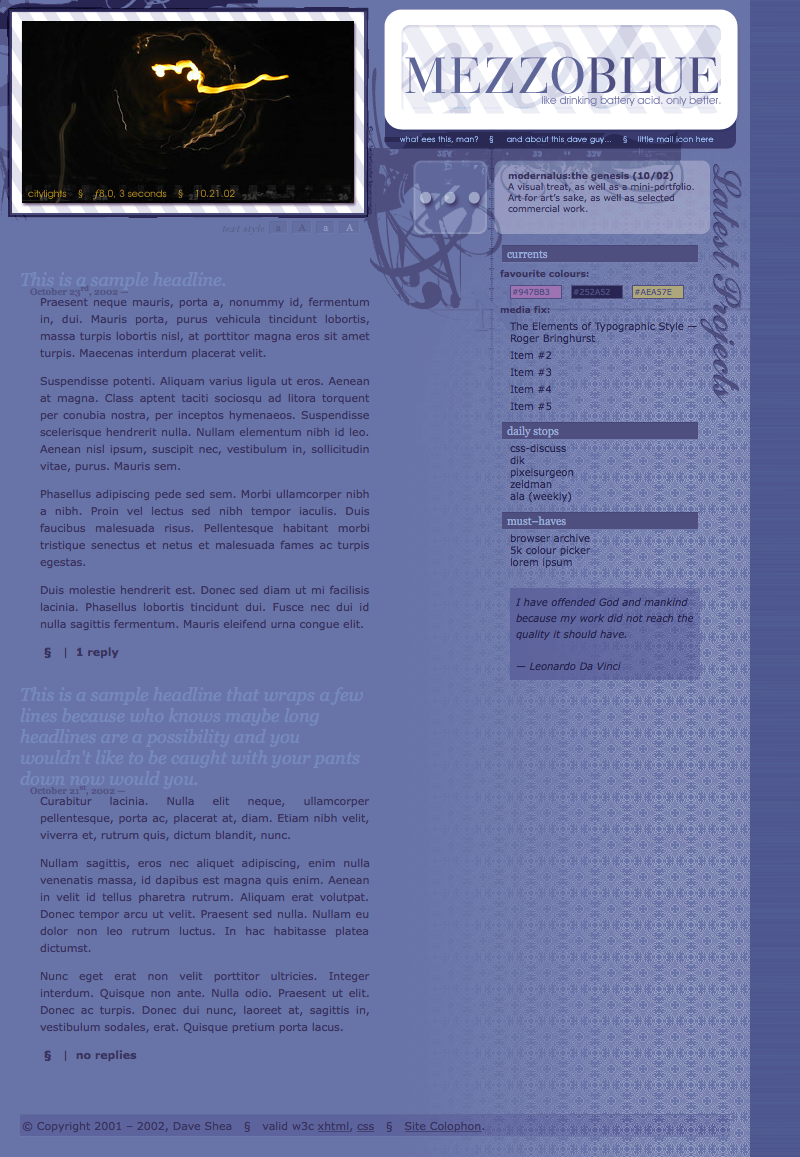 citylights § ƒ8.0, 3 seconds § 10.21.02
MEZZOBLUE
like drinking battery acid. only better.
what ees this, man? § and about this dave guy... § little mail icon here
text style a A a A
This is a sample headline.
October 23rd, 2002 —
Praesent neque mauris, porta a, nonummy id, fermentum
in, dui. Mauris porta, purus vehicula tincidunt lobortis,
massa turpis lobortis nisl, at porttitor magna eros sit amet
turpis. Maecenas interdum placerat velit.
Suspendisse potenti. Aliquam varius ligula ut eros. Aenean
at magna. Class aptent taciti sociosqu ad litora torquent
per conubia nostra, per inceptos hymenaeos. Suspendisse
scelerisque hendrerit nulla. Nullam elementum nibh id leo.
Aenean nisl ipsum, suscipit nec, vestibulum in, sollicitudin
vitae, purus. Mauris sem.
Phasellus adipiscing pede sed sem. Morbi ullamcorper nibh
a nibh. Proin vel lectus sed nibh tempor iaculis. Duis
faucibus malesuada risus. Pellentesque habitant morbi
tristique senectus et netus et malesuada fames ac turpis
egestas.
Duis molestie hendrerit est. Donec sed diam ut mi facilisis
lacinia. Phasellus lobortis tincidunt dui. Fusce nec dui id
nulla sagittis fermentum. Mauris eleifend urna congue elit.
§ | 1 reply
This is a sample headline that wraps a few
lines because who knows maybe long
headlines are a possibility and you
wouldn't like to be caught with your pants
down now would you.
October 21st, 2002 —
Curabitur lacinia. Nulla elit neque, ullamcorper
pellentesque, porta ac, placerat at, diam. Etiam nibh velit,
viverra et, rutrum quis, dictum blandit, nunc.
Nullam sagittis, eros nec aliquet adipiscing, enim nulla
venenatis massa, id dapibus est magna quis enim. Aenean
in velit id tellus pharetra rutrum. Aliquam erat volutpat.
Donec tempor arcu ut velit. Praesent sed nulla. Nullam eu
dolor non leo rutrum luctus. In hac habitasse platea
dictumst.
Nunc eget erat non velit porttitor ultricies. Integer
interdum. Quisque non ante. Nulla odio. Praesent ut elit.
Donec ac turpis. Donec dui nunc, laoreet at, sagittis in,
vestibulum sodales, erat. Quisque pretium porta lacus.
§ | no replies
modernalus:the genesis (10/02)
A visual treat, as well as a mini-portfolio.
Art for art's sake, as well as selected
commercial work.
Latest Projects
currents
favourite colours:
#947BB3 #252A52 #AEA57E
media fix:
The Elements of Typographic Style —
Roger Bringhurst
Item #2
Item #3
Item #4
Item #5
daily stops
css-discuss
dik
pixelsurgeon
zeldman
ala (weekly)
must–haves
browser archive
5k colour picker
lorem ipsum
I have offended God and mankind
because my work did not reach the
quality it should have.
— Leonardo Da Vinci
© Copyright 2001 – 2002, Dave Shea § valid w3c xhtml, css § Site Colophon.